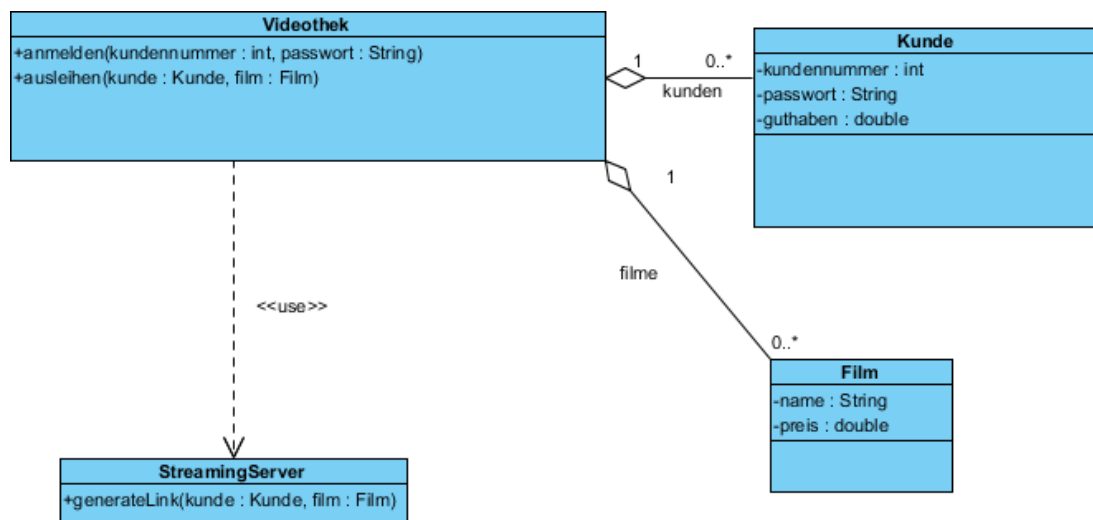 Videothek
+anmelden(kundennummer : int, passwort : String)
+ausleihen(kunde : Kunde, film : Film)
1
0..*
kunden
Kunde
-kundennummer : int
-passwort : String
-guthaben : double
1
filme
0..*
<<use>>
Film
-name : String
-preis : double
StreamingServer
+generateLink(kunde : Kunde, film : Film)